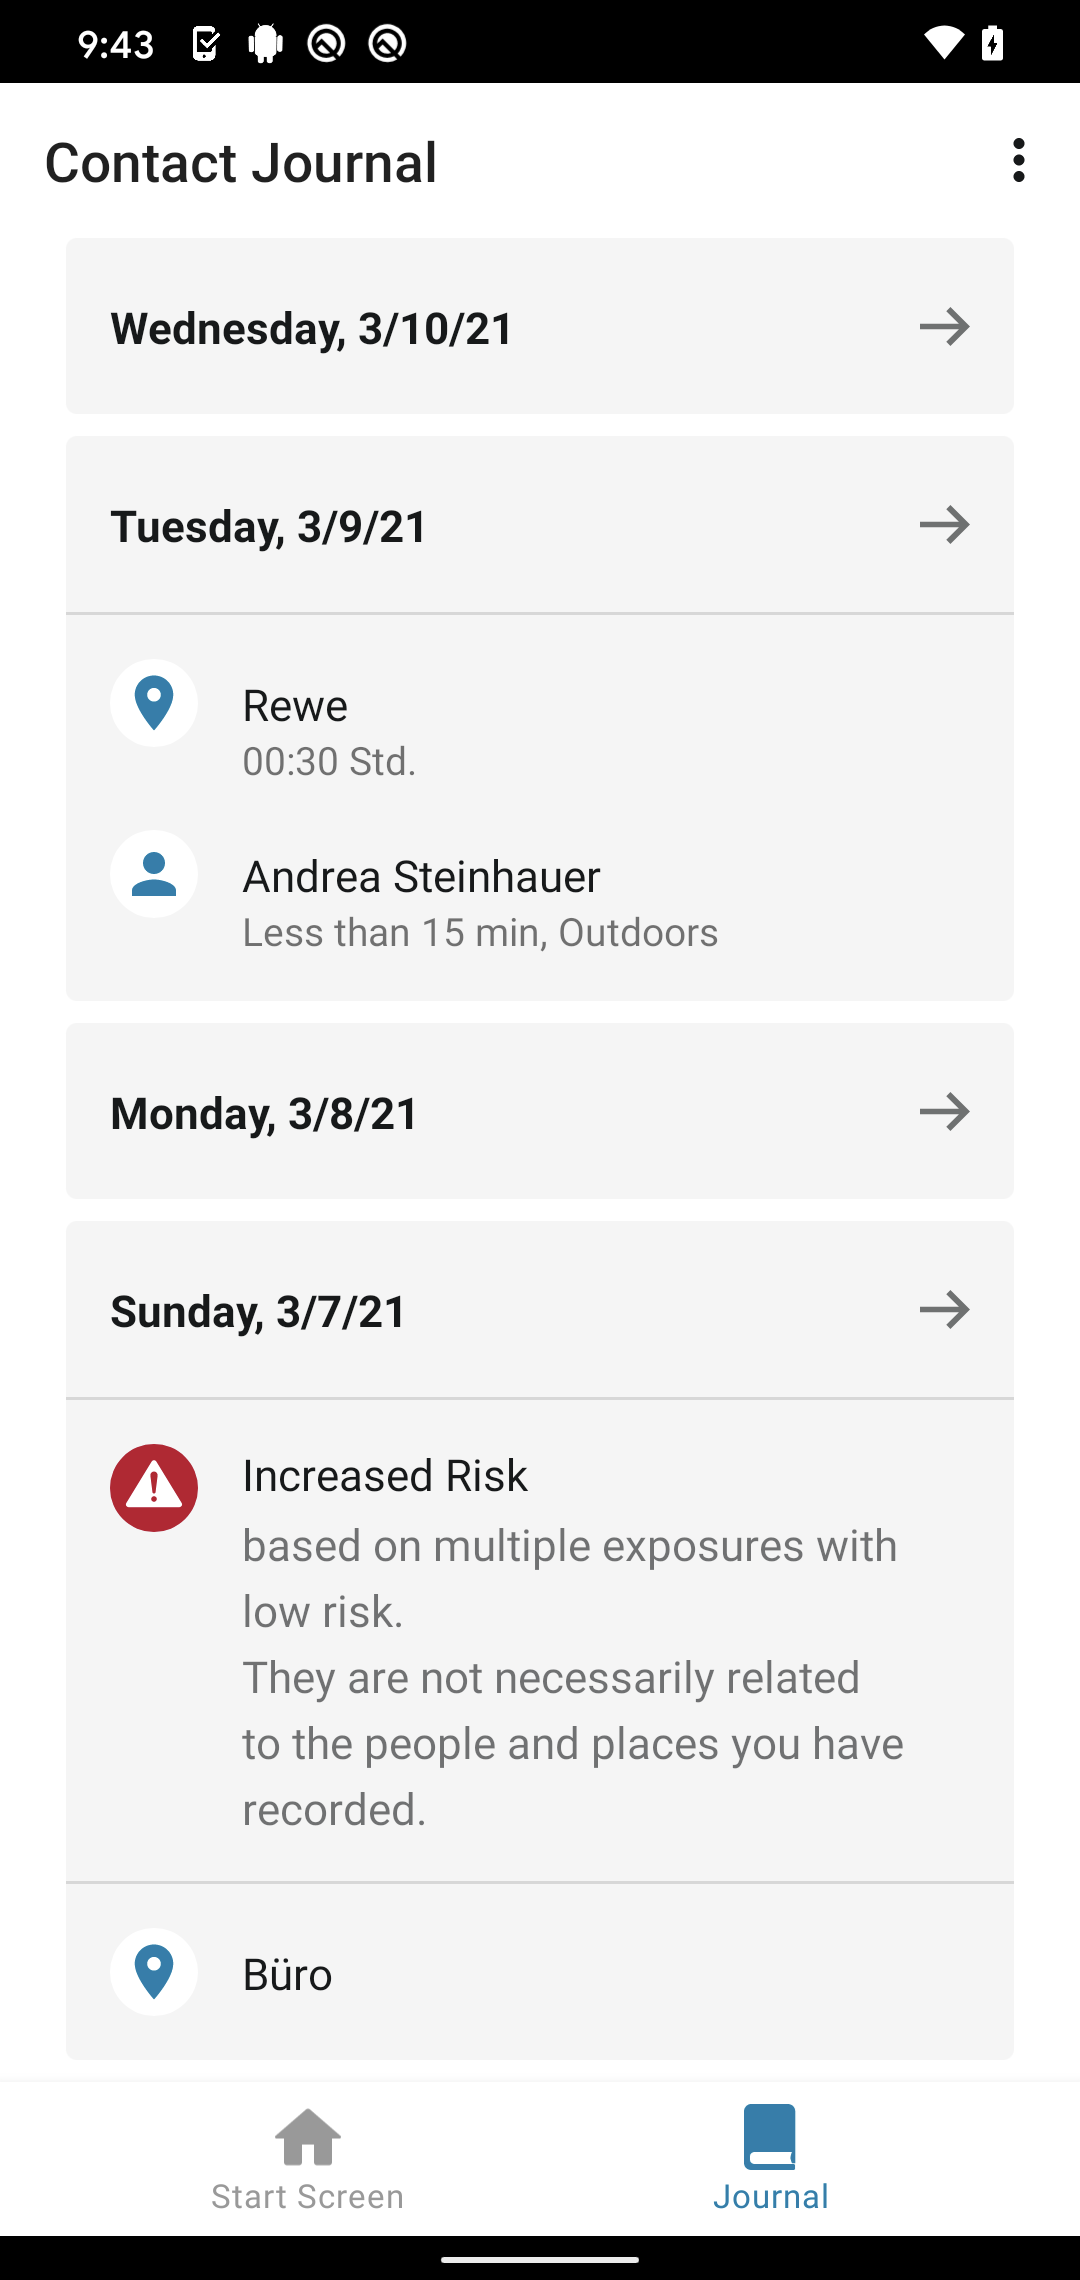 9:43
Contact Journal
Wednesday, 3/10/21
Tuesday, 3/9/21
Rewe
00:30 Std.
Andrea Steinhauer
Less than 15 min, Outdoors
Monday, 3/8/21
Sunday, 3/7/21
Increased Risk
based on multiple exposures with
low risk.
They are not necessarily related
to the people and places you have
recorded.
Büro
Start Screen
Journal